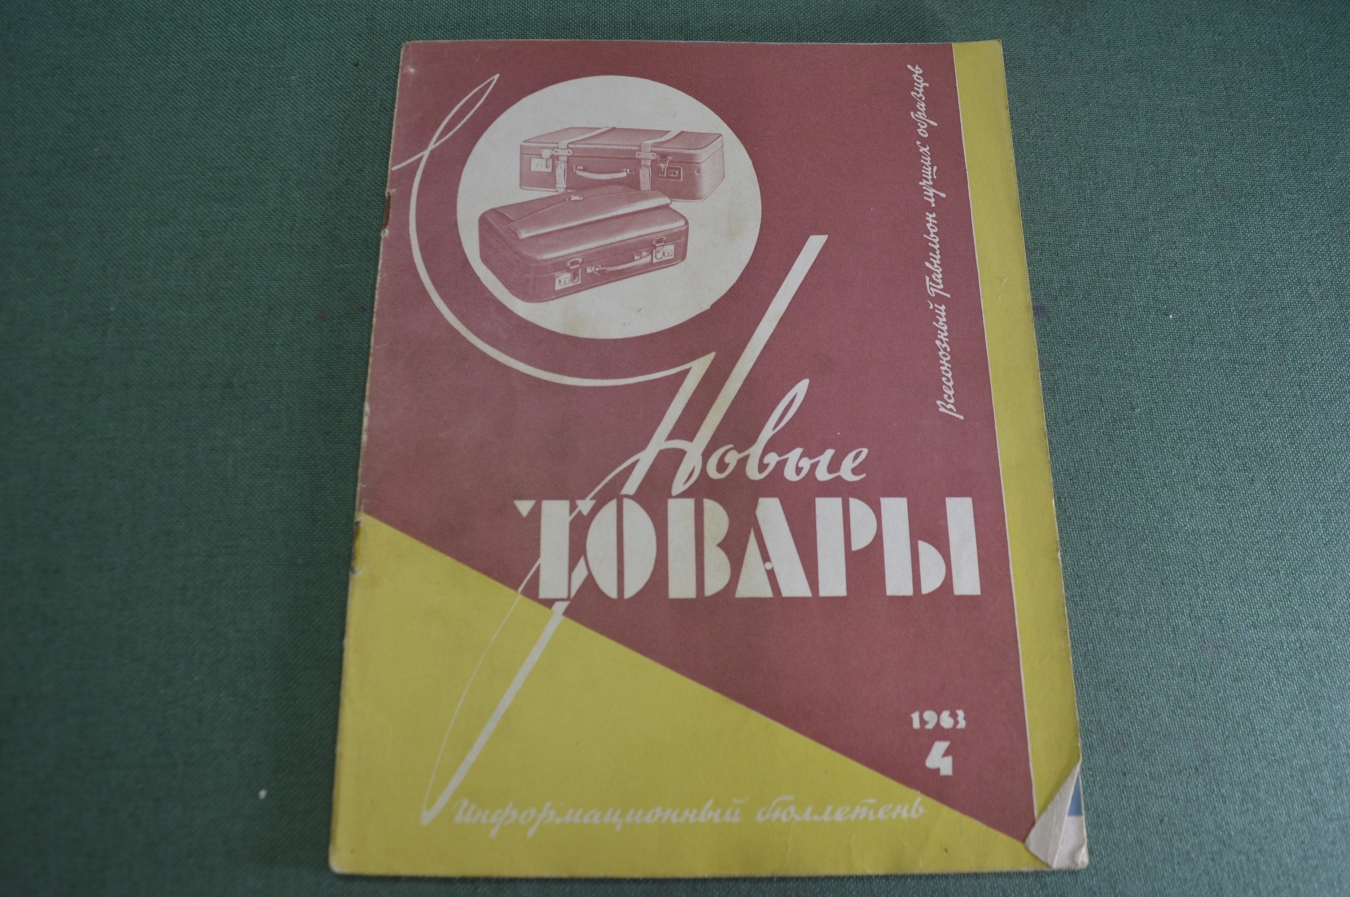 Всесоюзный Павильон лучших образцов
Новые
ТОВАРЫ
1963
4
Информационный бюллетень